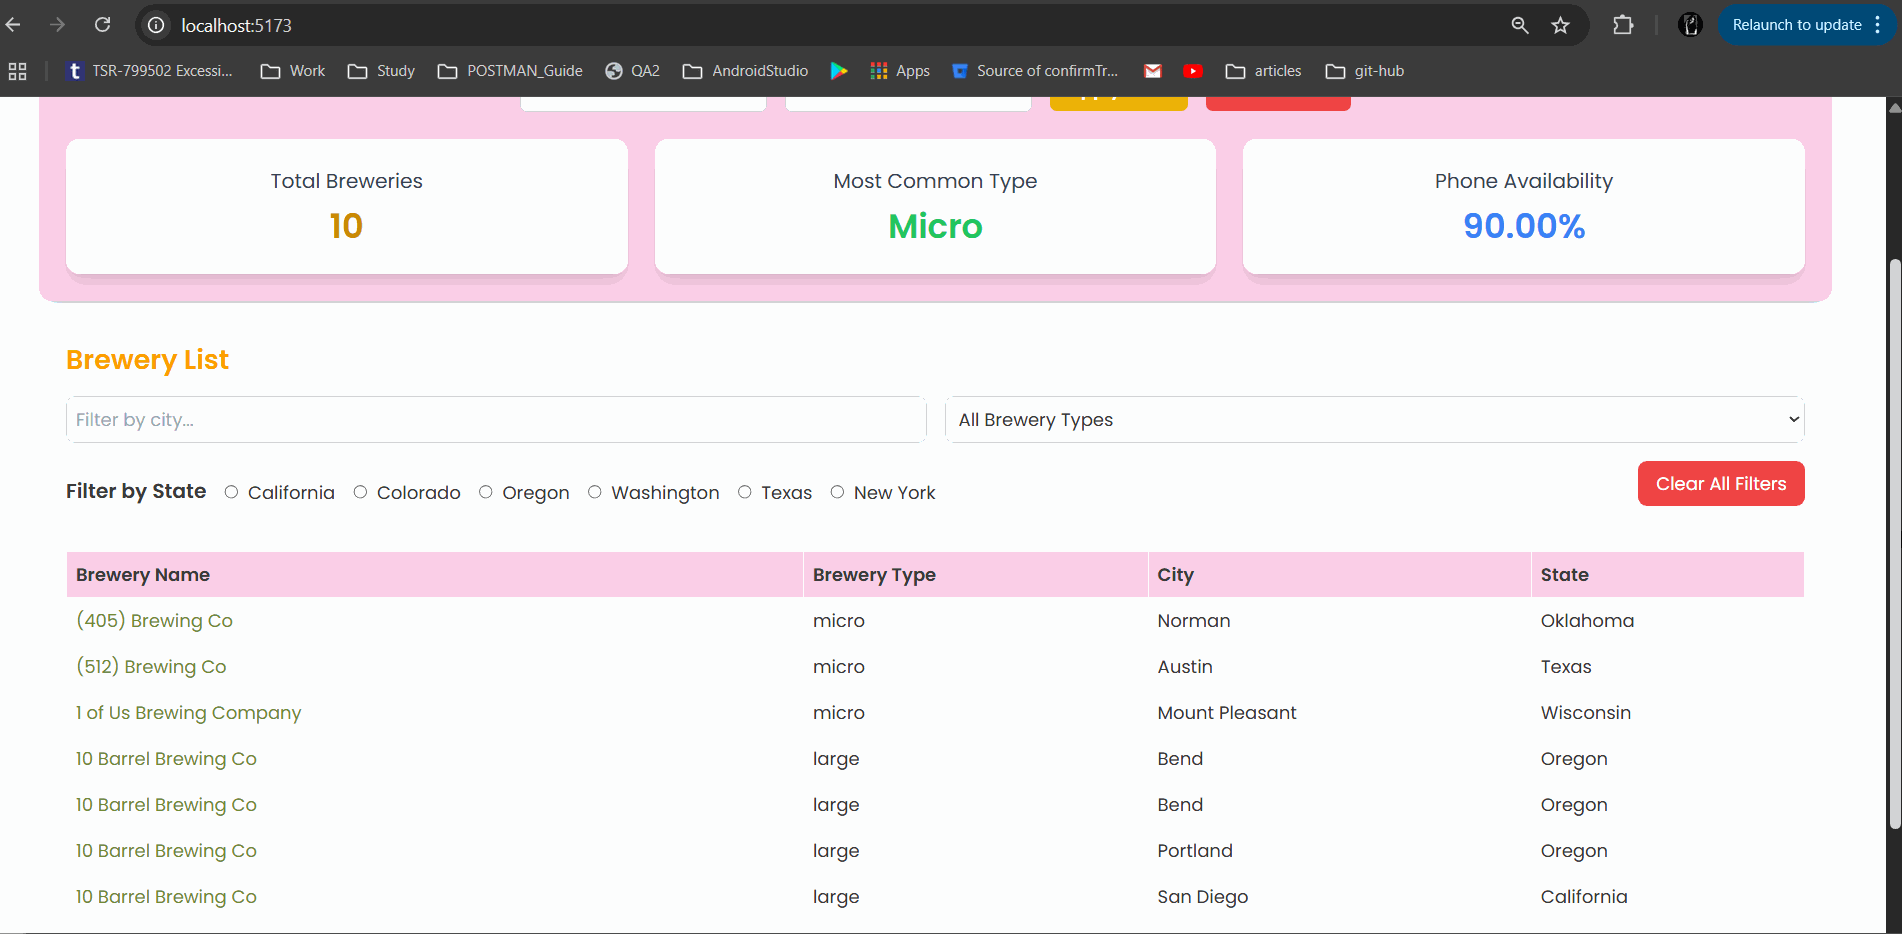 localhost:5173
Relaunch to update
TSR-799502 Excessi...
Work
Study
POSTMAN_Guide
QA2
AndroidStudio
Apps
Source of confirmTr...
articles
git-hub
Total Breweries
10
Most Common Type
Micro
Phone Availability
90.00%
Brewery List
Filter by city...
All Brewery Types
Filter by State California Colorado Oregon Washington Texas New York
Clear All Filters
Brewery Name Brewery Type City State
(405) Brewing Co micro Norman Oklahoma
(512) Brewing Co micro Austin Texas
1 of Us Brewing Company micro Mount Pleasant Wisconsin
10 Barrel Brewing Co large Bend Oregon
10 Barrel Brewing Co large Bend Oregon
10 Barrel Brewing Co large Portland Oregon
10 Barrel Brewing Co large San Diego California